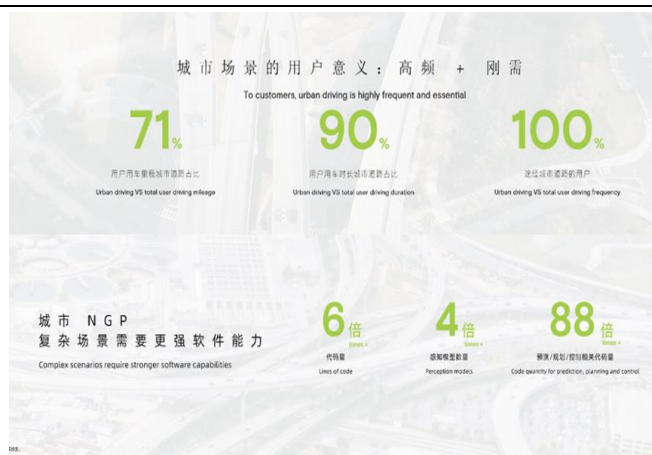 城市场景的用户意义：高频 + 刚需
To customers, urban driving is highly frequent and essential
71%
90%
100%
用户用车里程城市道路占比
用户用车时长城市道路占比
途经城市道路的用户
Urban driving VS total user driving mileage
Urban driving VS total user driving duration
Urban driving VS total user driving frequency
城市 NGP
复杂场景需要更强软件能力
Complex scenarios require stronger software capabilities
6倍
times +
4倍
times +
88倍
times +
代码量
感知模型数量
预测/规划/控制相关代码量
Lines of code
Perception models
Code quantity for prediction, planning and control